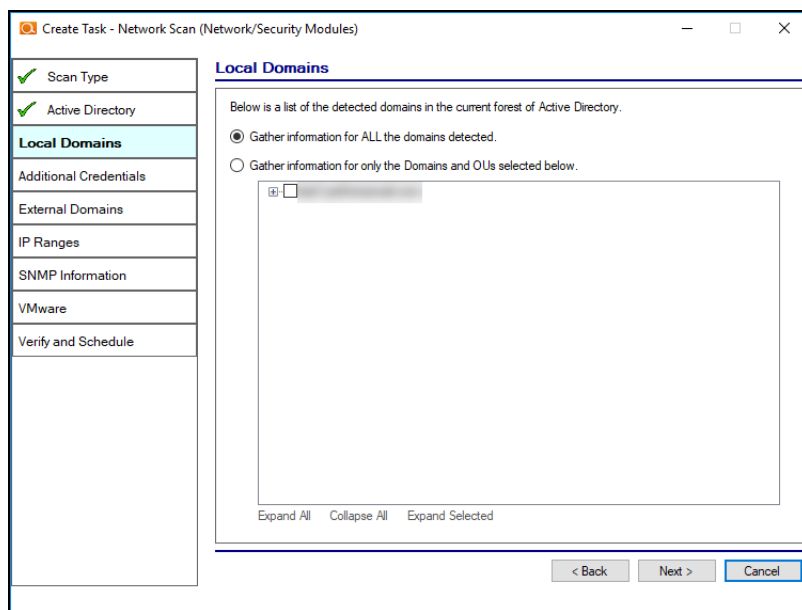 Create Task - Network Scan (Network/Security Modules)
Scan Type
Active Directory
Local Domains
Additional Credentials
External Domains
IP Ranges
SNMP Information
VMware
Verify and Schedule
Local Domains
Below is a list of the detected domains in the current forest of Active Directory.
Gather information for ALL the domains detected.
Gather information for only the Domains and OUs selected below.
Expand All Collapse All Expand Selected
< Back Next > Cancel